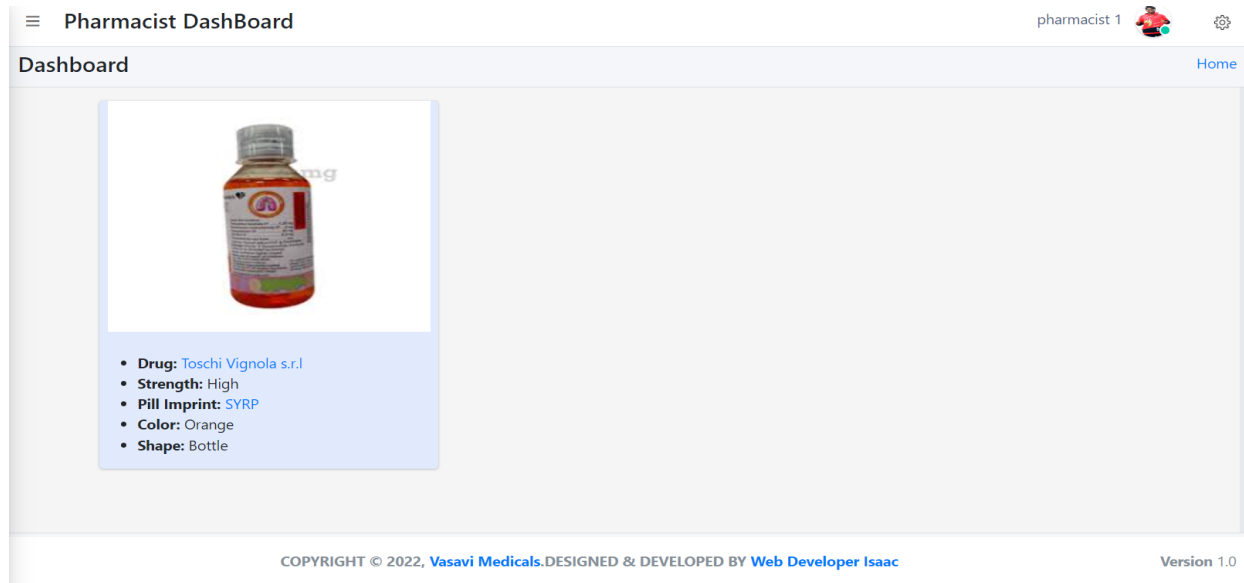 Pharmacist DashBoard
pharmacist 1
Dashboard
Home
mg
Drug: Toschi Vignola s.r.l
Strength: High
Pill Imprint: SYRP
Color: Orange
Shape: Bottle
COPYRIGHT © 2022, Vasavi Medicals.DESIGNED & DEVELOPED BY Web Developer Isaac
Version 1.0